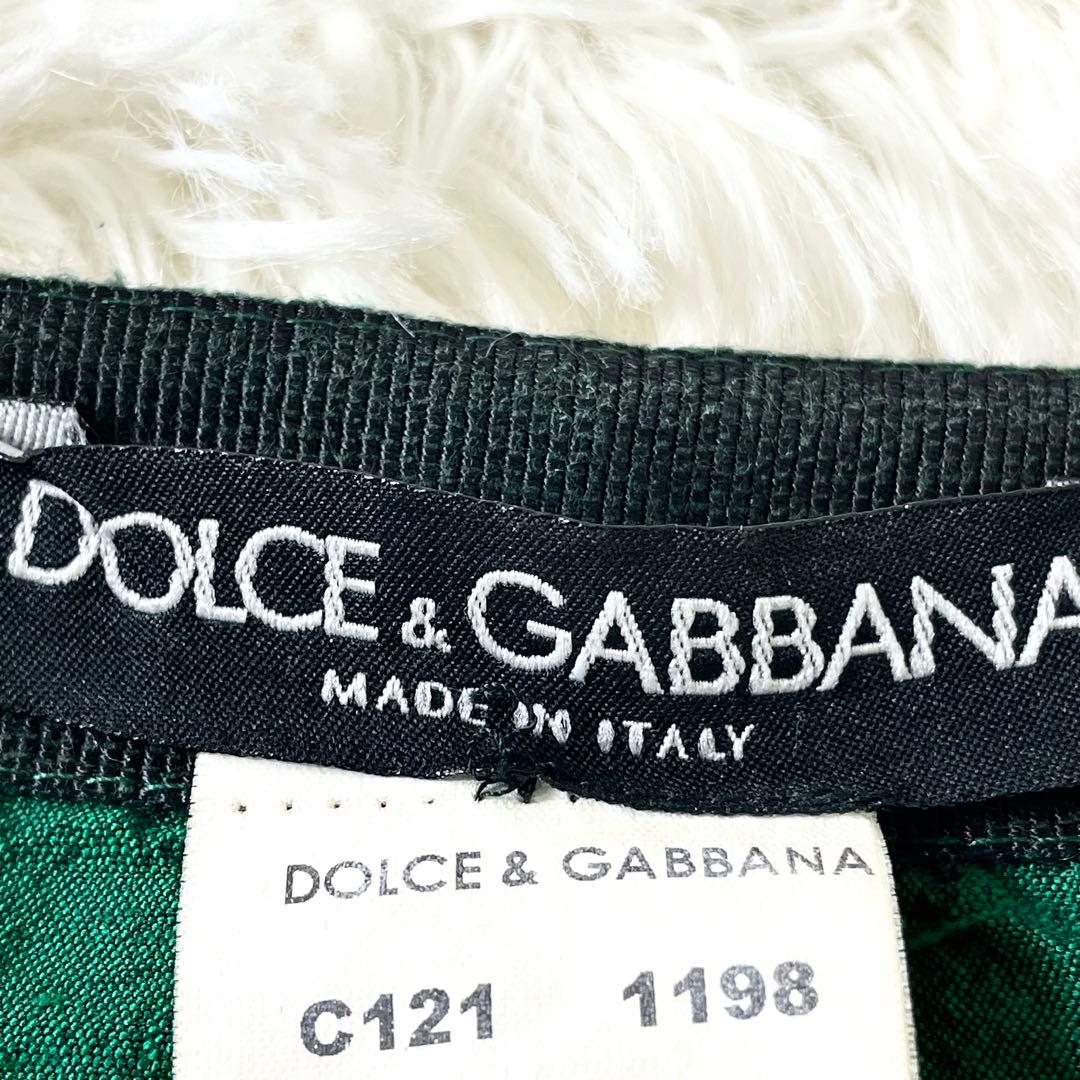 DOLCE & GABBANA
MADE IN ITALY
DOLCE & GABBANA
C121 1198